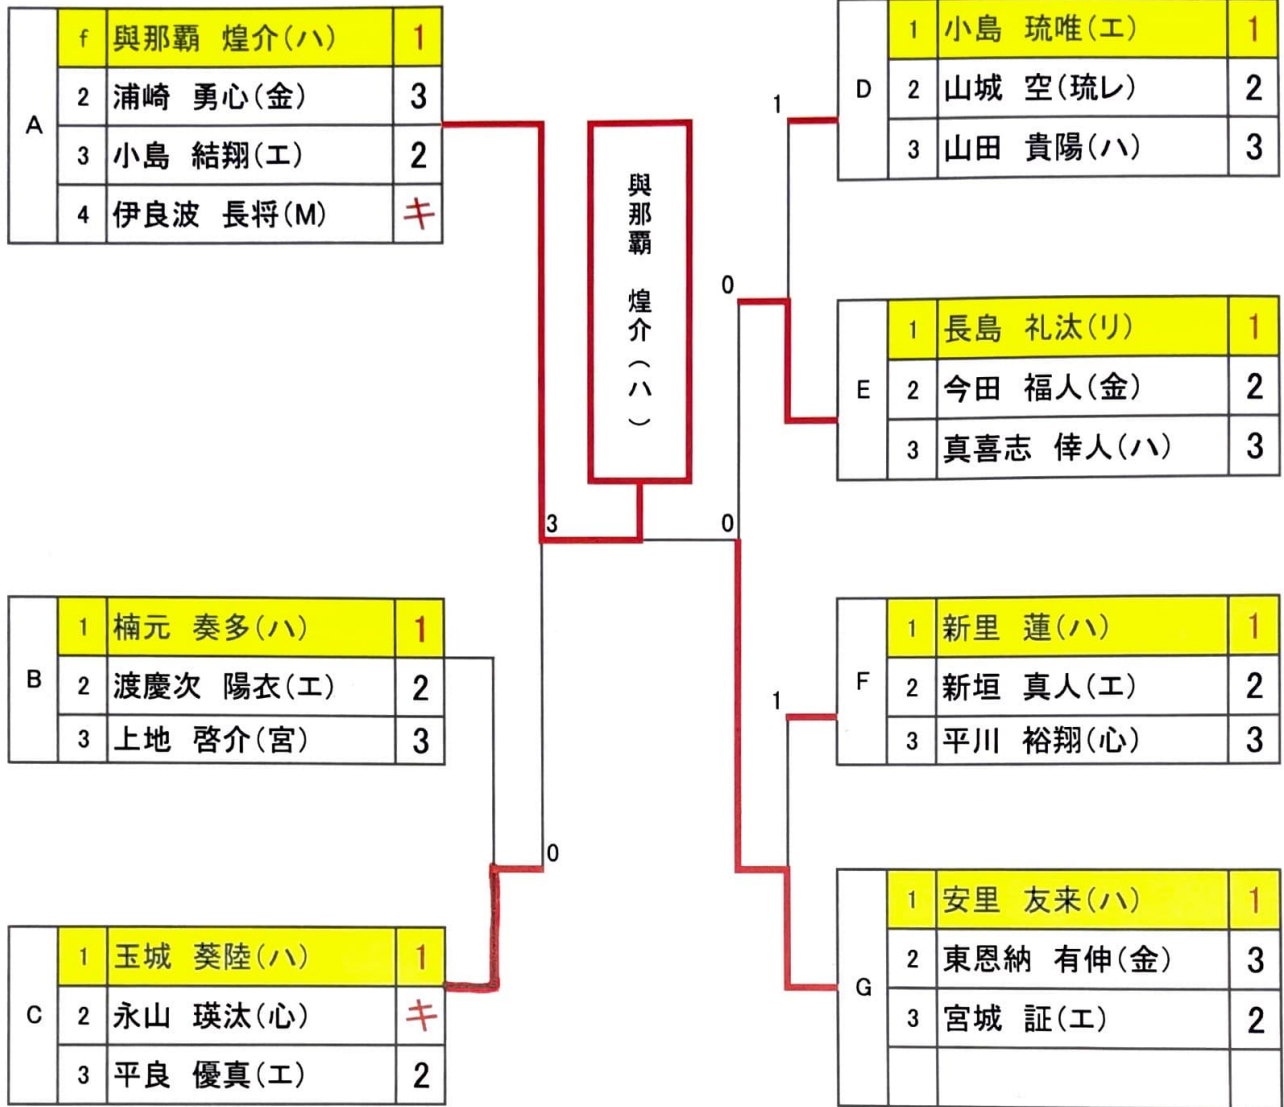 A
f 與那覇 煌介(ハ) 1
2 浦崎 勇心(金) 3
3 小島 結翔(エ) 2
4 伊良波 長将(M) キ
B
1 楠元 奏多(ハ) 1
2 渡慶次 陽衣(エ) 2
3 上地 啓介(宮) 3
C
1 玉城 葵陸(ハ) 1
2 永山 瑛汰(心) キ
3 平良 優真(エ) 2
3
0
與那覇 煌介(ハ)
1
0
0
1
D
1 小島 琉唯(エ) 1
2 山城 空(琉レ) 2
3 山田 貴陽(ハ) 3
E
1 長島 礼汰(リ) 1
2 今田 福人(金) 2
3 真喜志 倖人(ハ) 3
F
1 新里 蓮(ハ) 1
2 新垣 真人(エ) 2
3 平川 裕翔(心) 3
G
1 安里 友来(ハ) 1
2 東恩納 有伸(金) 3
3 宮城 証(エ) 2